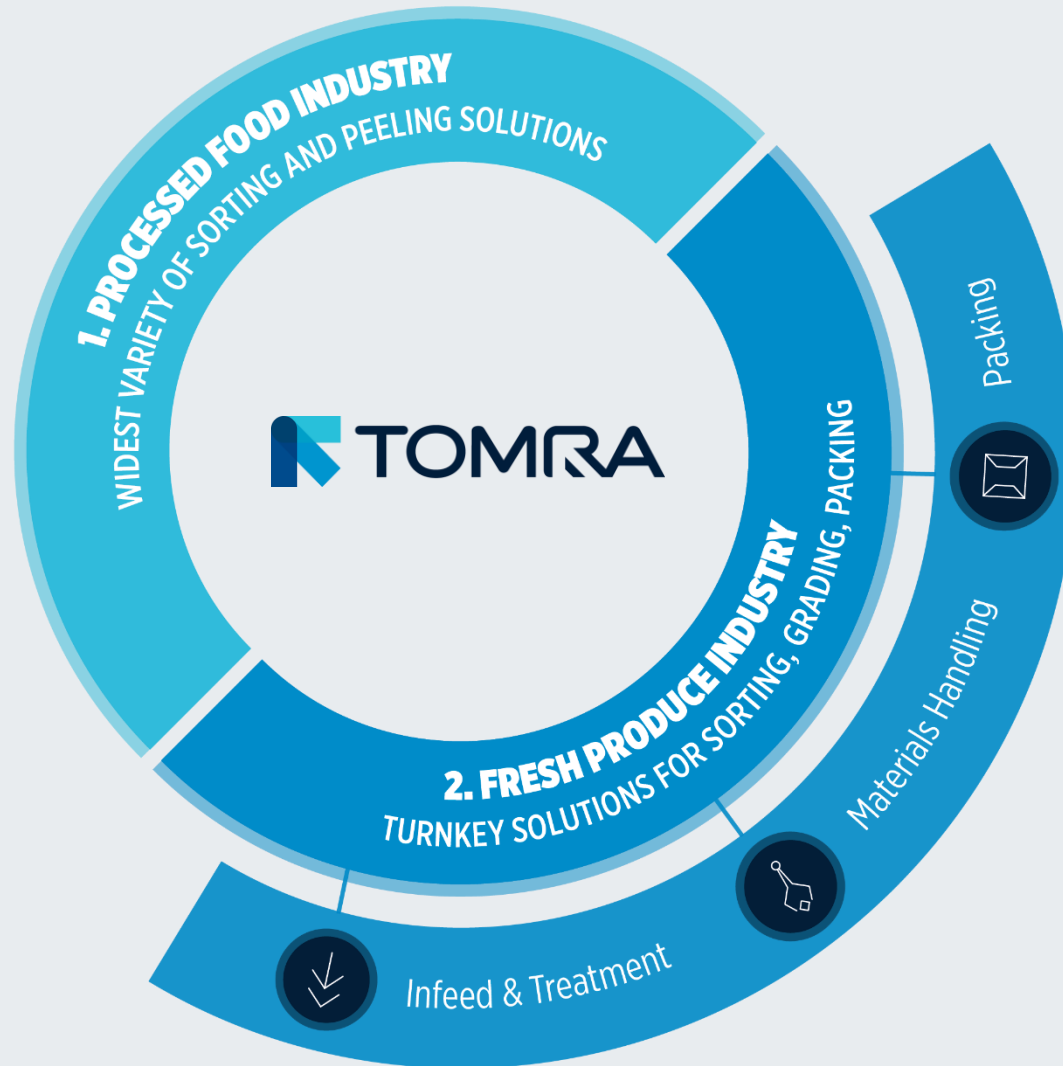 1. PROCESSED FOOD INDUSTRY
WIDEST VARIETY OF SORTING AND PEELING SOLUTIONS
TOMRA
2. FRESH PRODUCE INDUSTRY
TURNKEY SOLUTIONS FOR SORTING, GRADING, PACKING
Packing
Materials Handling
Infeed & Treatment